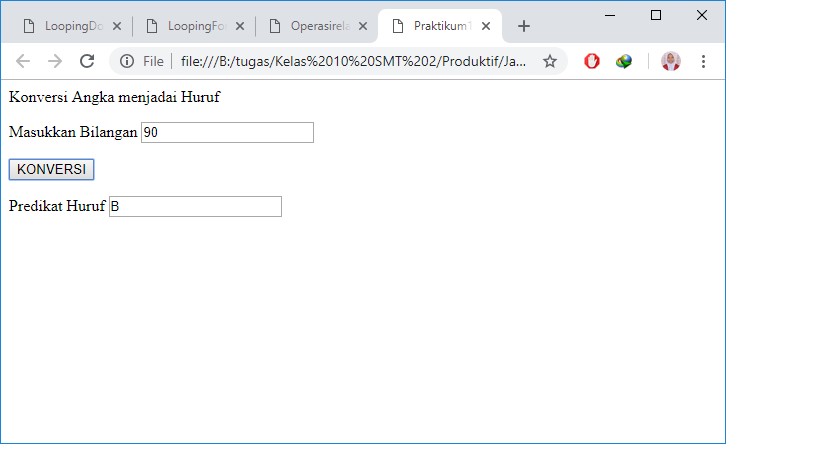 LoopingDo
LoopingFo
Operasirela
Praktikum1
File
file:///B:/tugas/Kelas%2010%20SMT%202/Produktif/Ja...
Konversi Angka menjadai Huruf
Masukkan Bilangan 90
KONVERSI
Predikat Huruf B